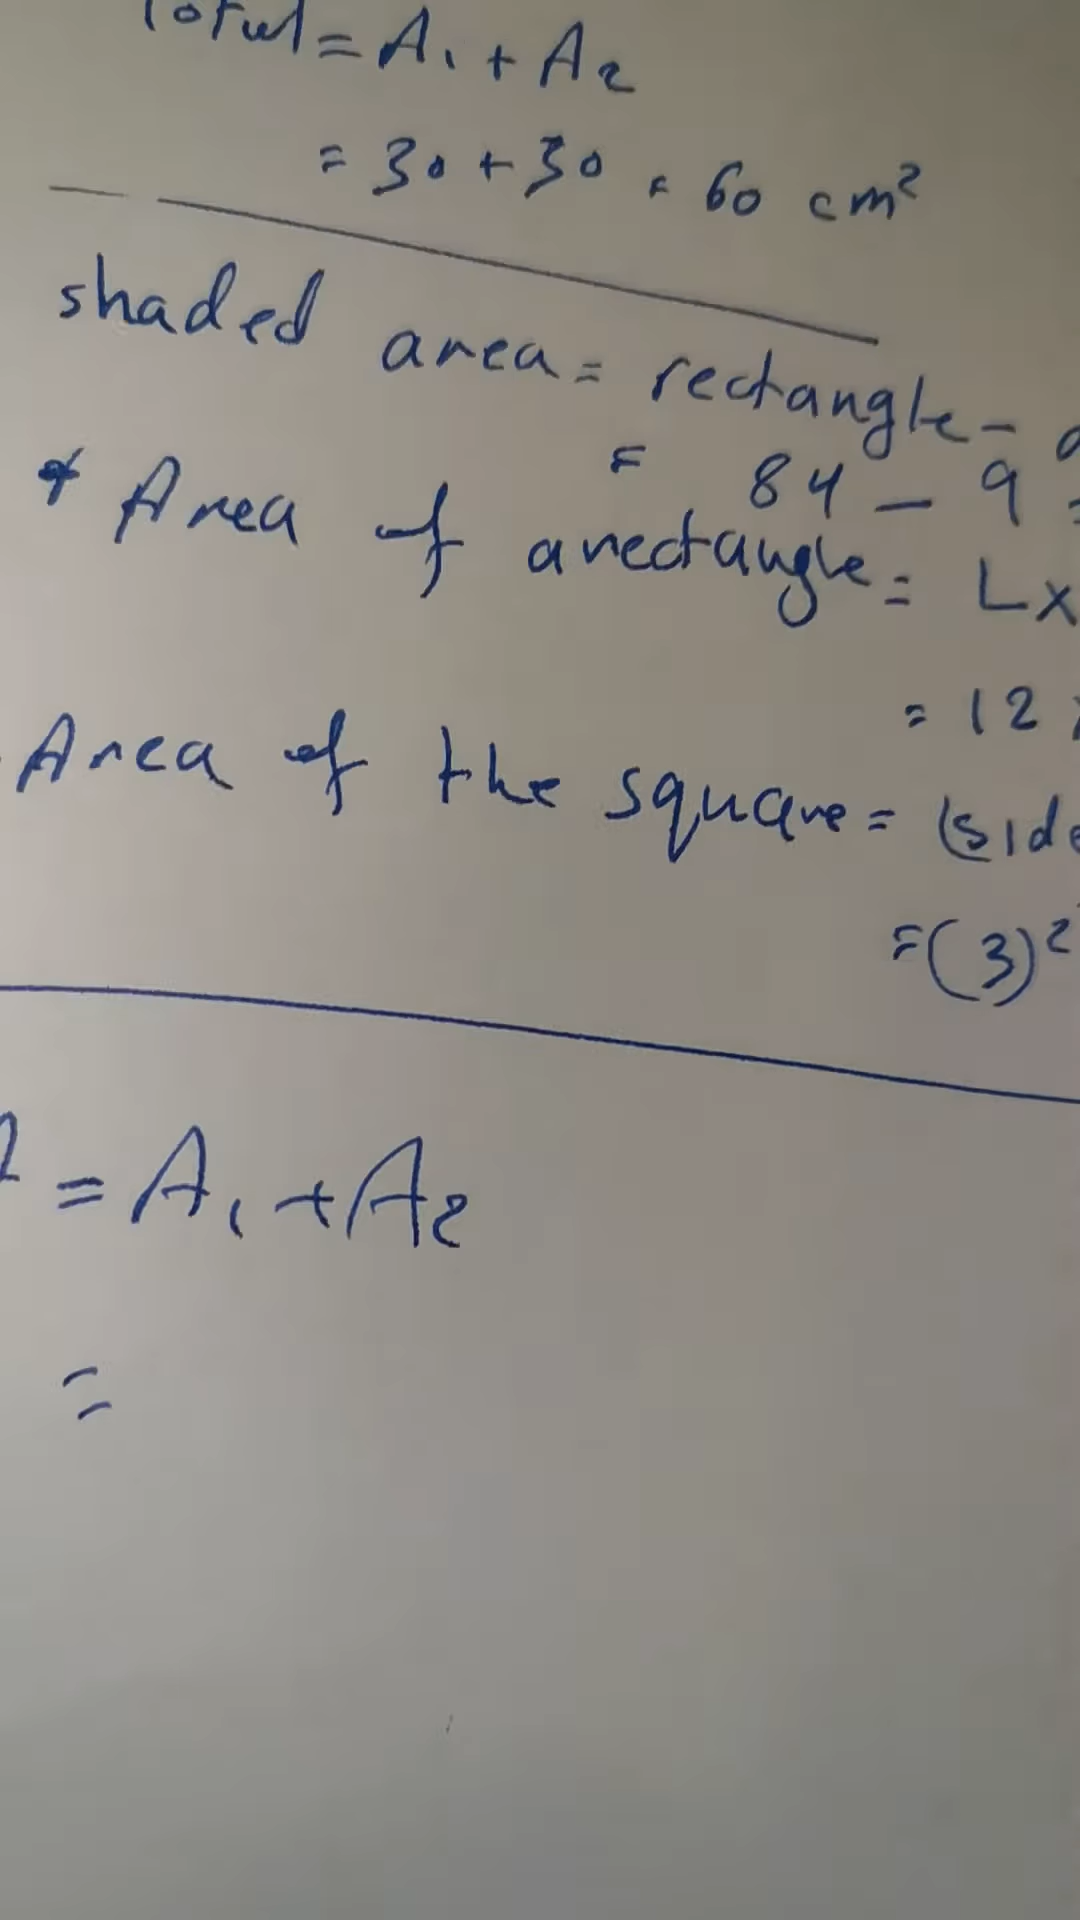 Total = A1 + A2
= 30 + 30 = 60 cm²
shaded area = rectangle -
= 84 - 9 =
* Area of a rectangle = L x
= 12
Area of the square = (side
= (3)²
= A1 + A2
=